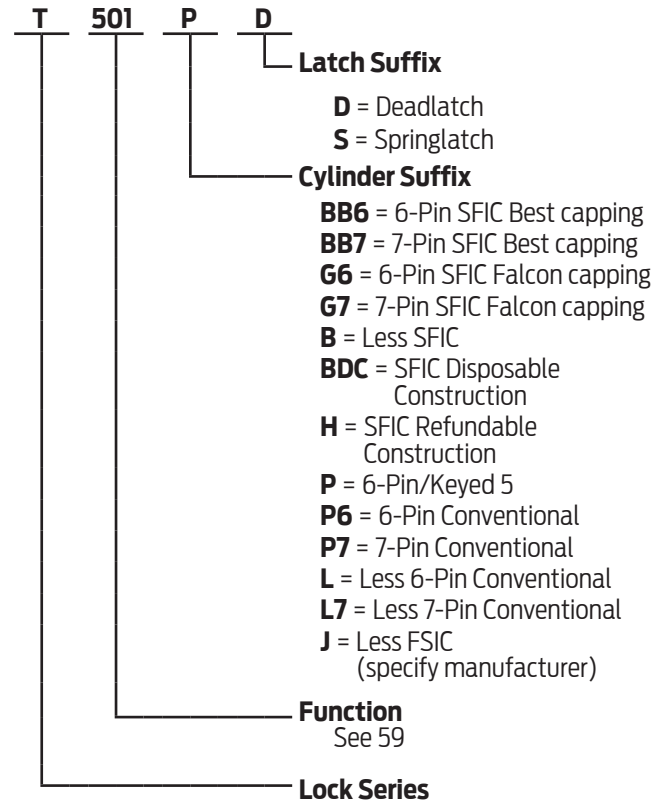 T 501 P D
Latch Suffix
D = Deadlatch
S = Springlatch
Cylinder Suffix
BB6 = 6-Pin SFIC Best capping
BB7 = 7-Pin SFIC Best capping
G6 = 6-Pin SFIC Falcon capping
G7 = 7-Pin SFIC Falcon capping
B = Less SFIC
BDC = SFIC Disposable
Construction
H = SFIC Refundable
Construction
P = 6-Pin/Keyed 5
P6 = 6-Pin Conventional
P7 = 7-Pin Conventional
L = Less 6-Pin Conventional
L7 = Less 7-Pin Conventional
J = Less FSIC
(specify manufacturer)
Function
See 59
Lock Series